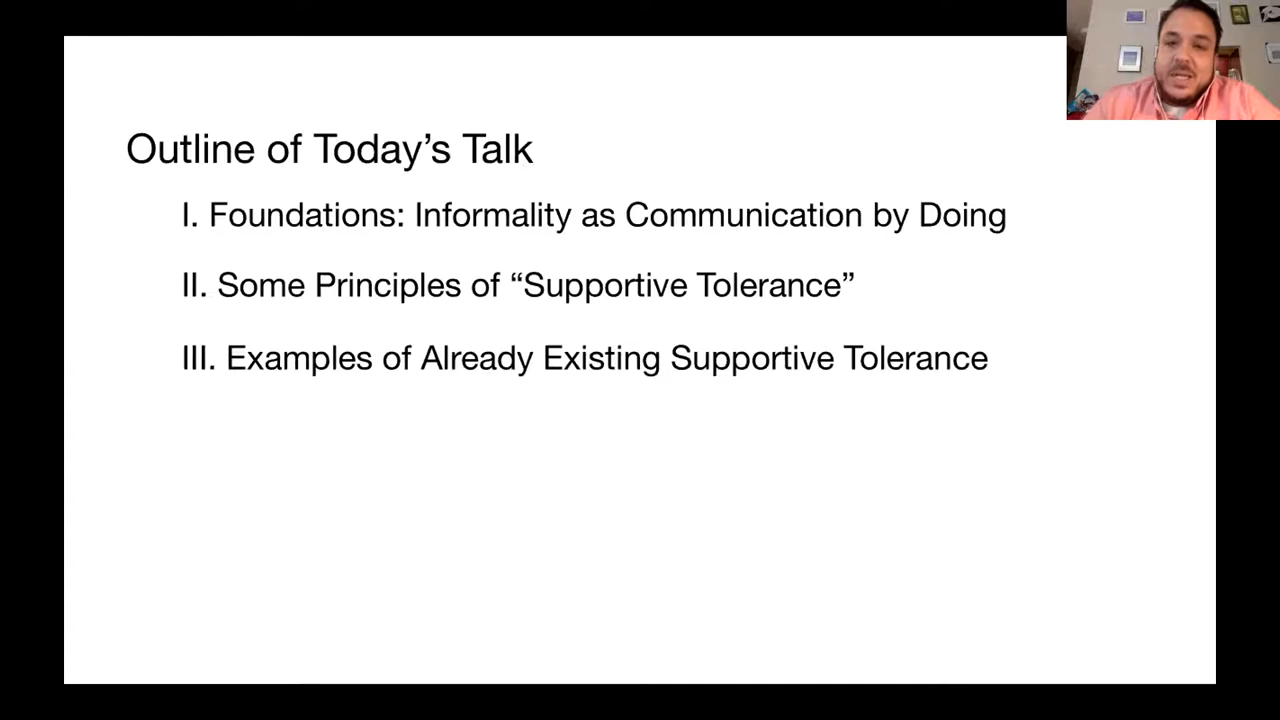 Outline of Today’s Talk
I. Foundations: Informality as Communication by Doing
II. Some Principles of “Supportive Tolerance”
III. Examples of Already Existing Supportive Tolerance